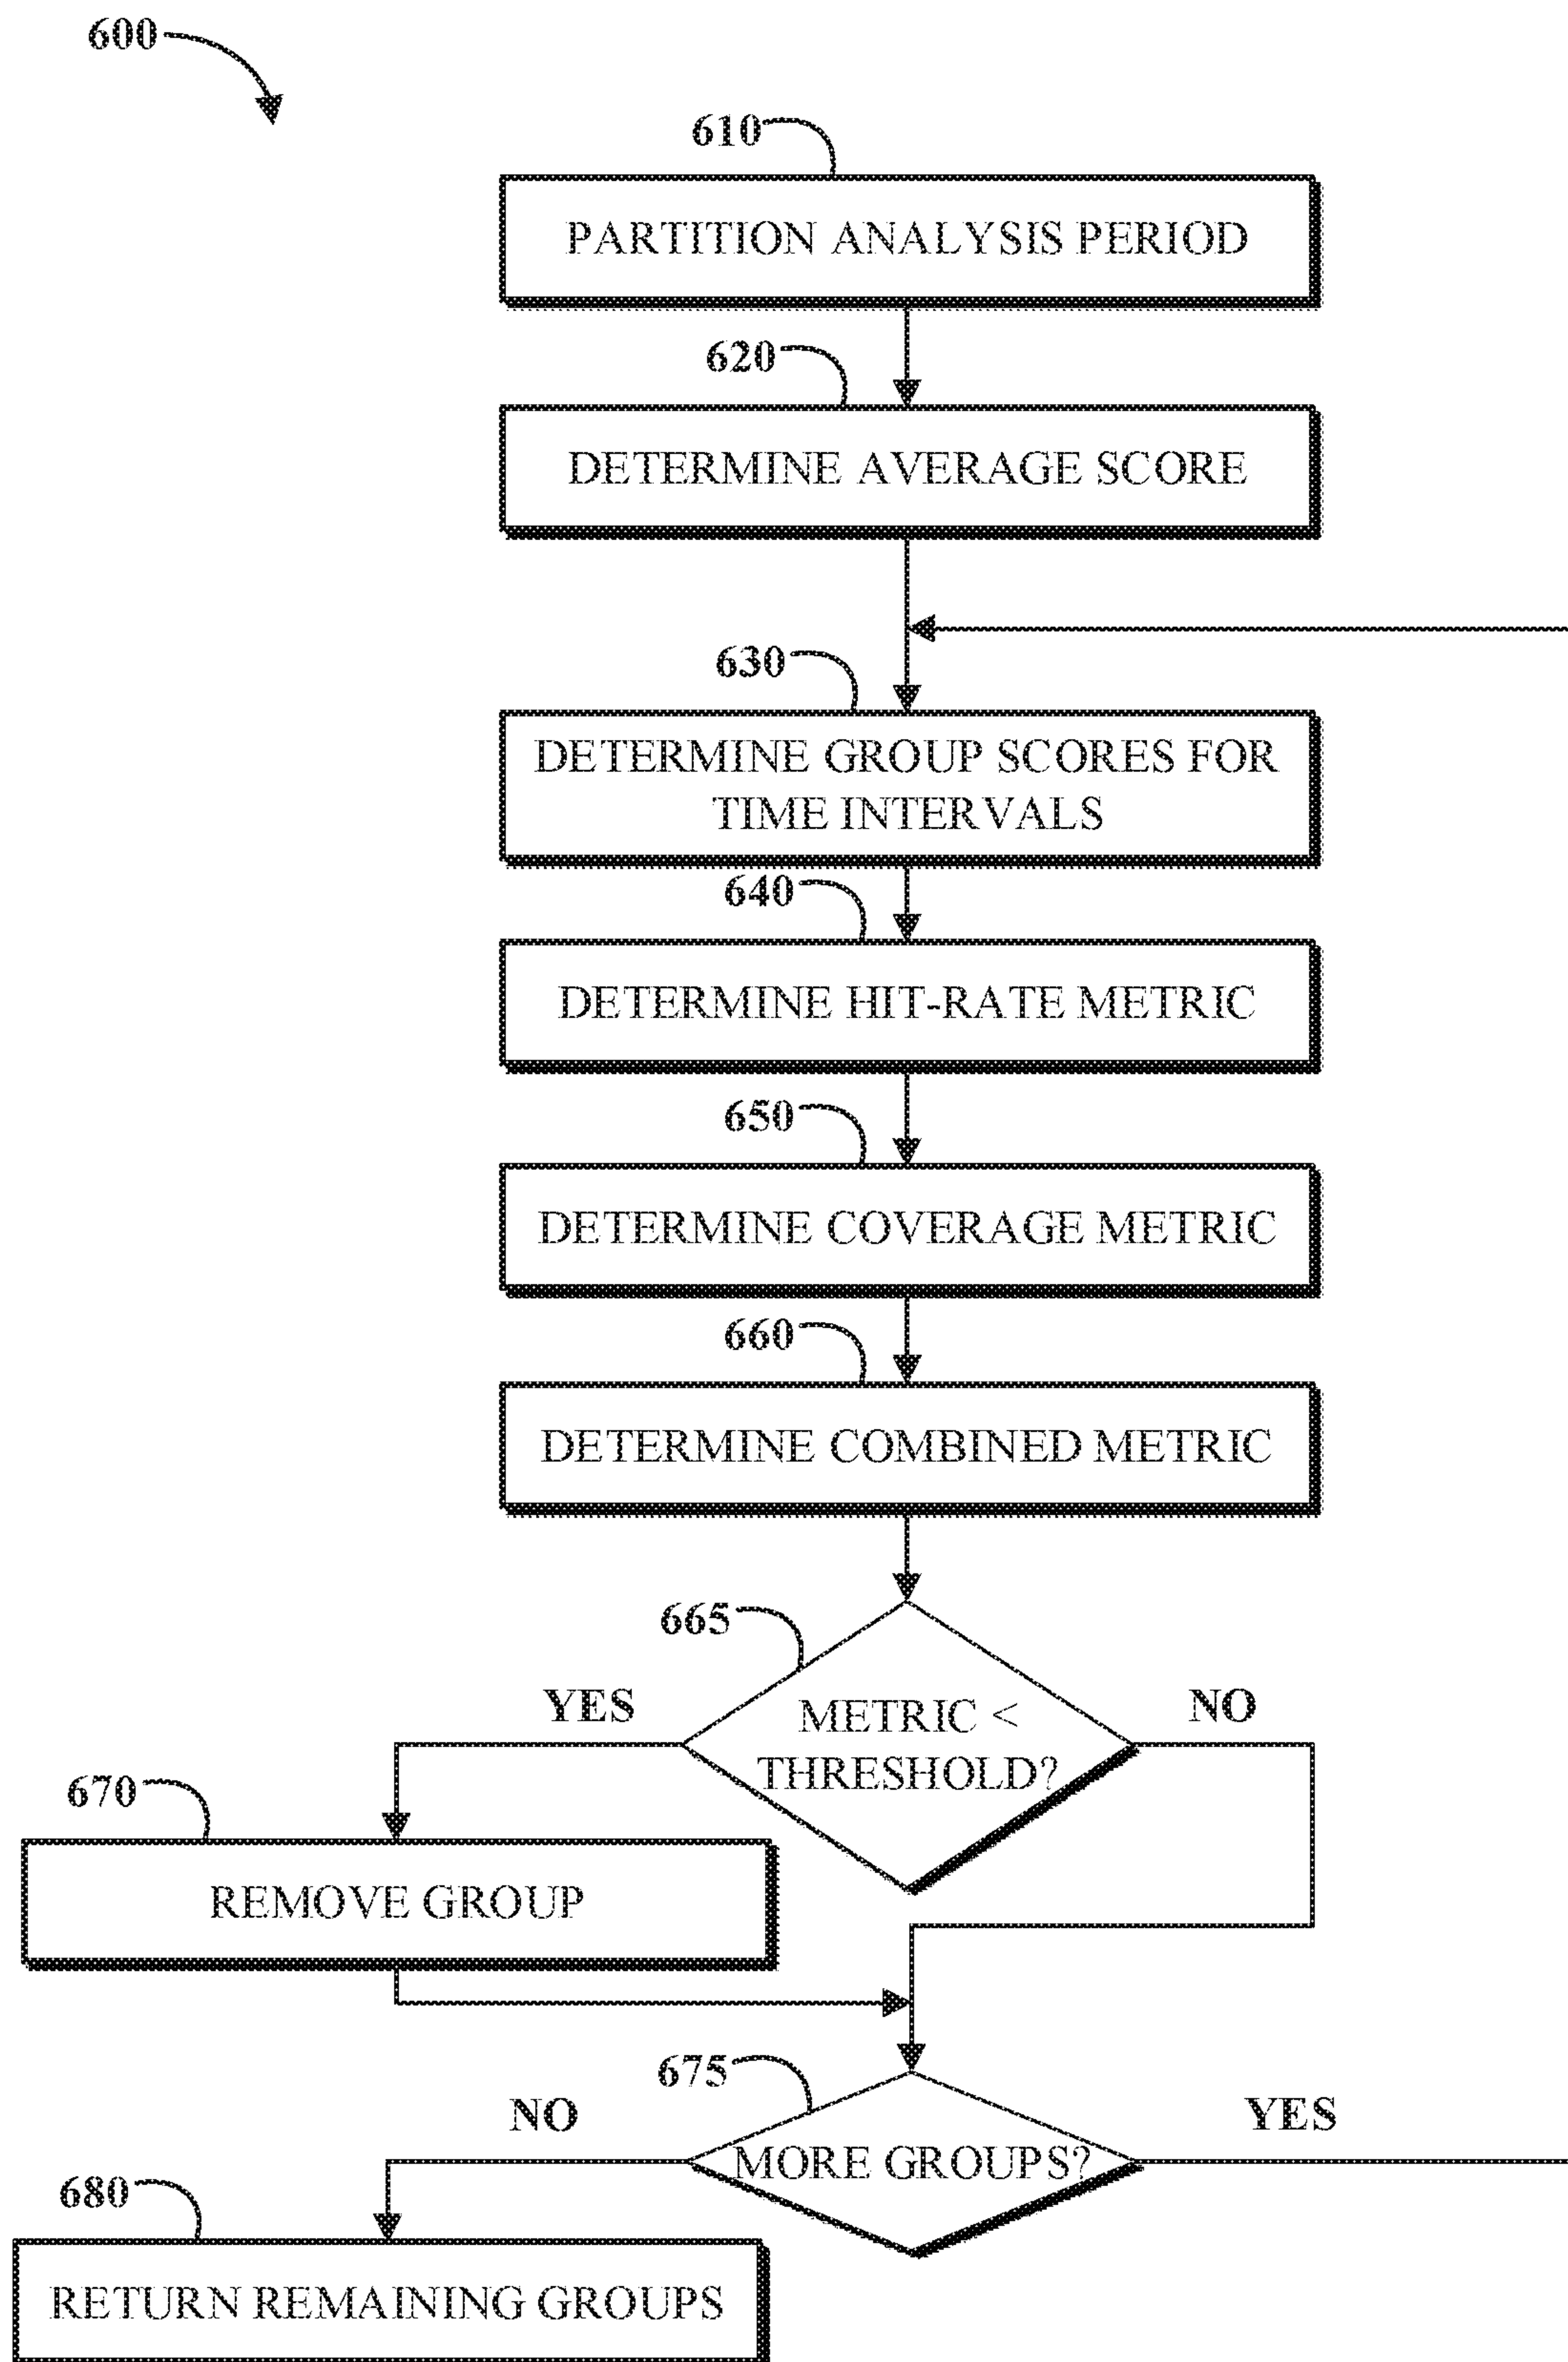 600
610
PARTITION ANALYSIS PERIOD
620
DETERMINE AVERAGE SCORE
630
DETERMINE GROUP SCORES FOR
TIME INTERVALS
640
DETERMINE HIT-RATE METRIC
650
DETERMINE COVERAGE METRIC
660
DETERMINE COMBINED METRIC
665
YES
METRIC <
THRESHOLD?
NO
670
REMOVE GROUP
675
NO
MORE GROUPS?
YES
680
RETURN REMAINING GROUPS